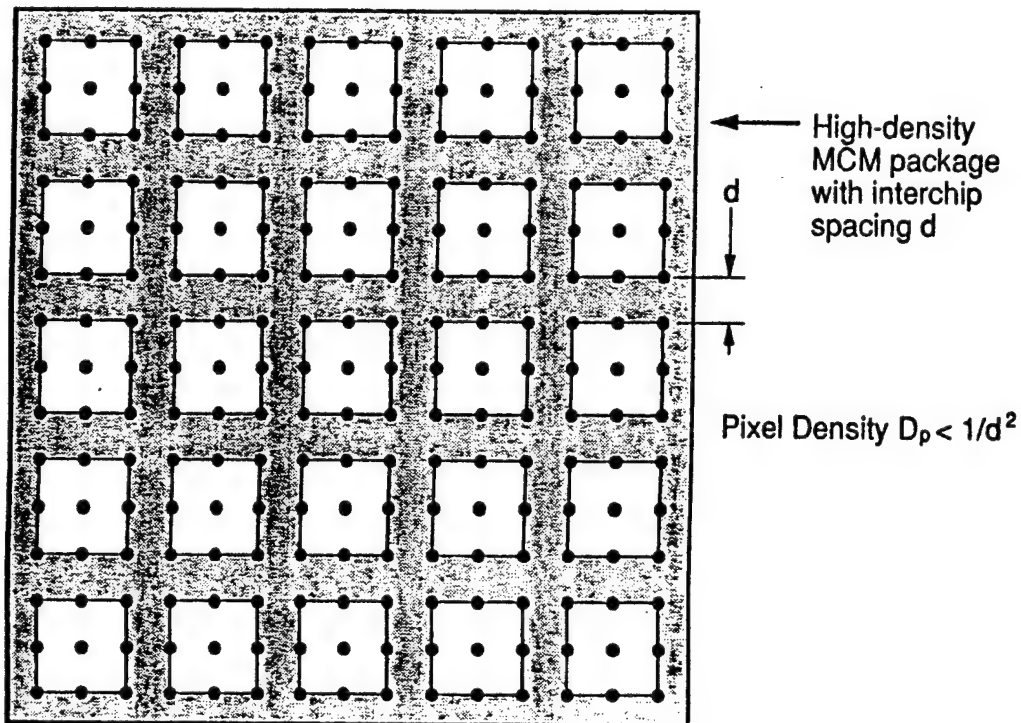 High-density
MCM package
with interchip
spacing d
d
Pixel Density Dₚ < 1/d²